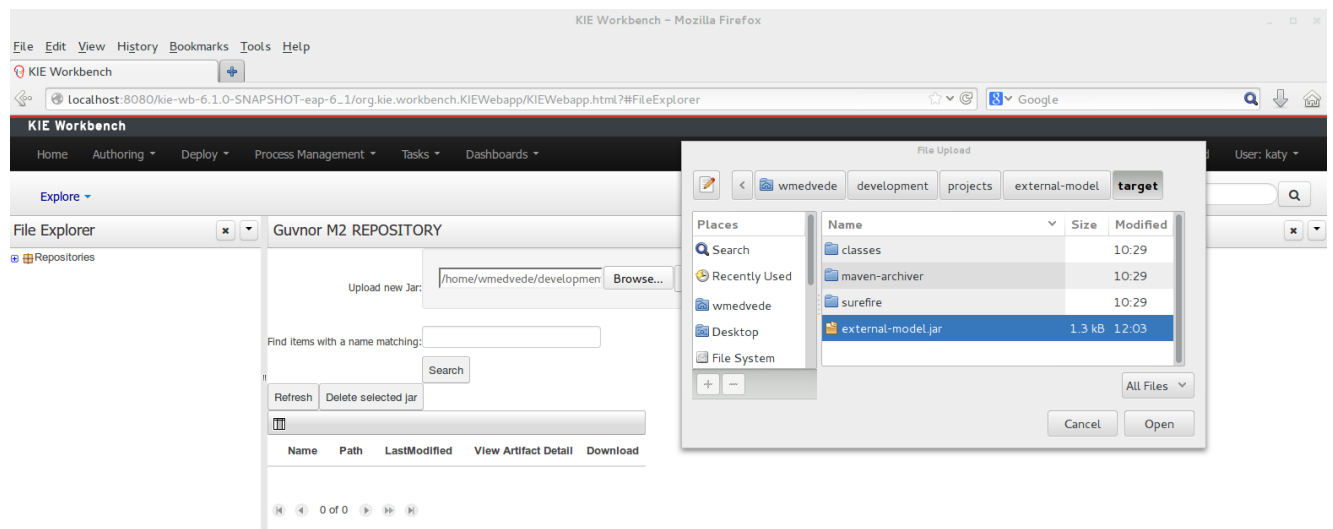 KIE Workbench - Mozilla Firefox
File Edit View History Bookmarks Tools Help
KIE Workbench
localhost:8080/kie-wb-6.1.0-SNAPSHOT-eap-6_1/org.kie.workbench.KIEWebapp/KIEWebapp.html?#FileExplorer
Google
KIE Workbench
Home Authoring Deploy Process Management Tasks Dashboards
User: katy
Explore
File Explorer
Repositories
Guvnor M2 REPOSITORY
Upload new Jar: /home/wmedvede/developmen Browse...
Find items with a name matching:
Search
Refresh Delete selected jar
Name Path LastModified View Artifact Detail Download
0 of 0
File Upload
wmedvede development projects external-model target
Places
Search
Recently Used
wmedvede
Desktop
File System
Name Size Modified
classes 10:29
maven-archiver 10:29
surefire 10:29
external-model.jar 1.3 kB 12:03
All Files
Cancel Open